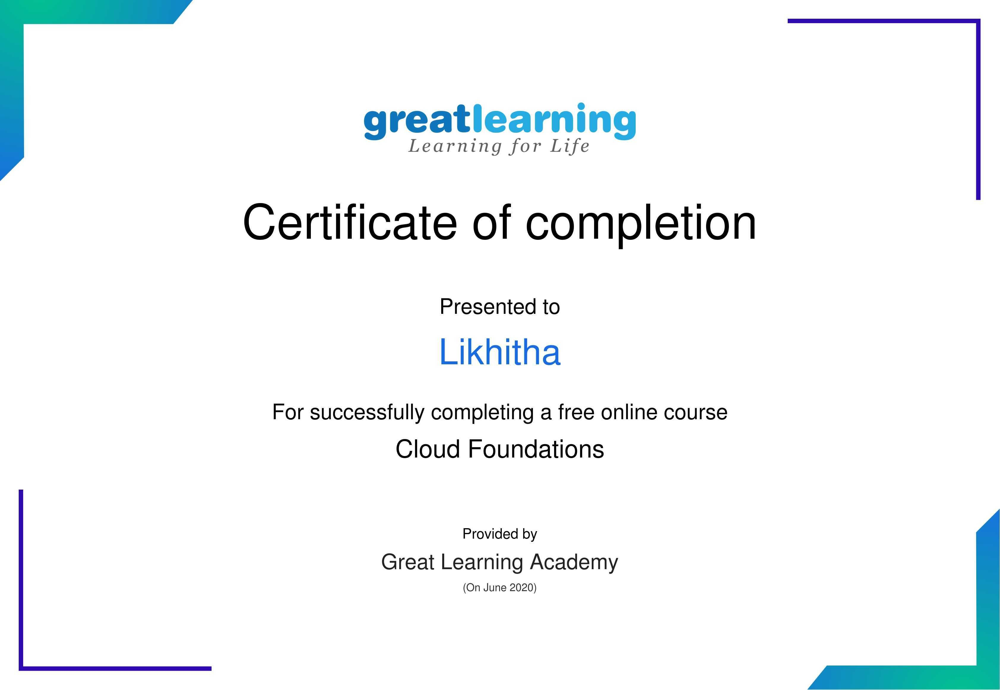 greatlearning
Learning for Life
Certificate of completion
Presented to
Likhitha
For successfully completing a free online course
Cloud Foundations
Provided by
Great Learning Academy
(On June 2020)